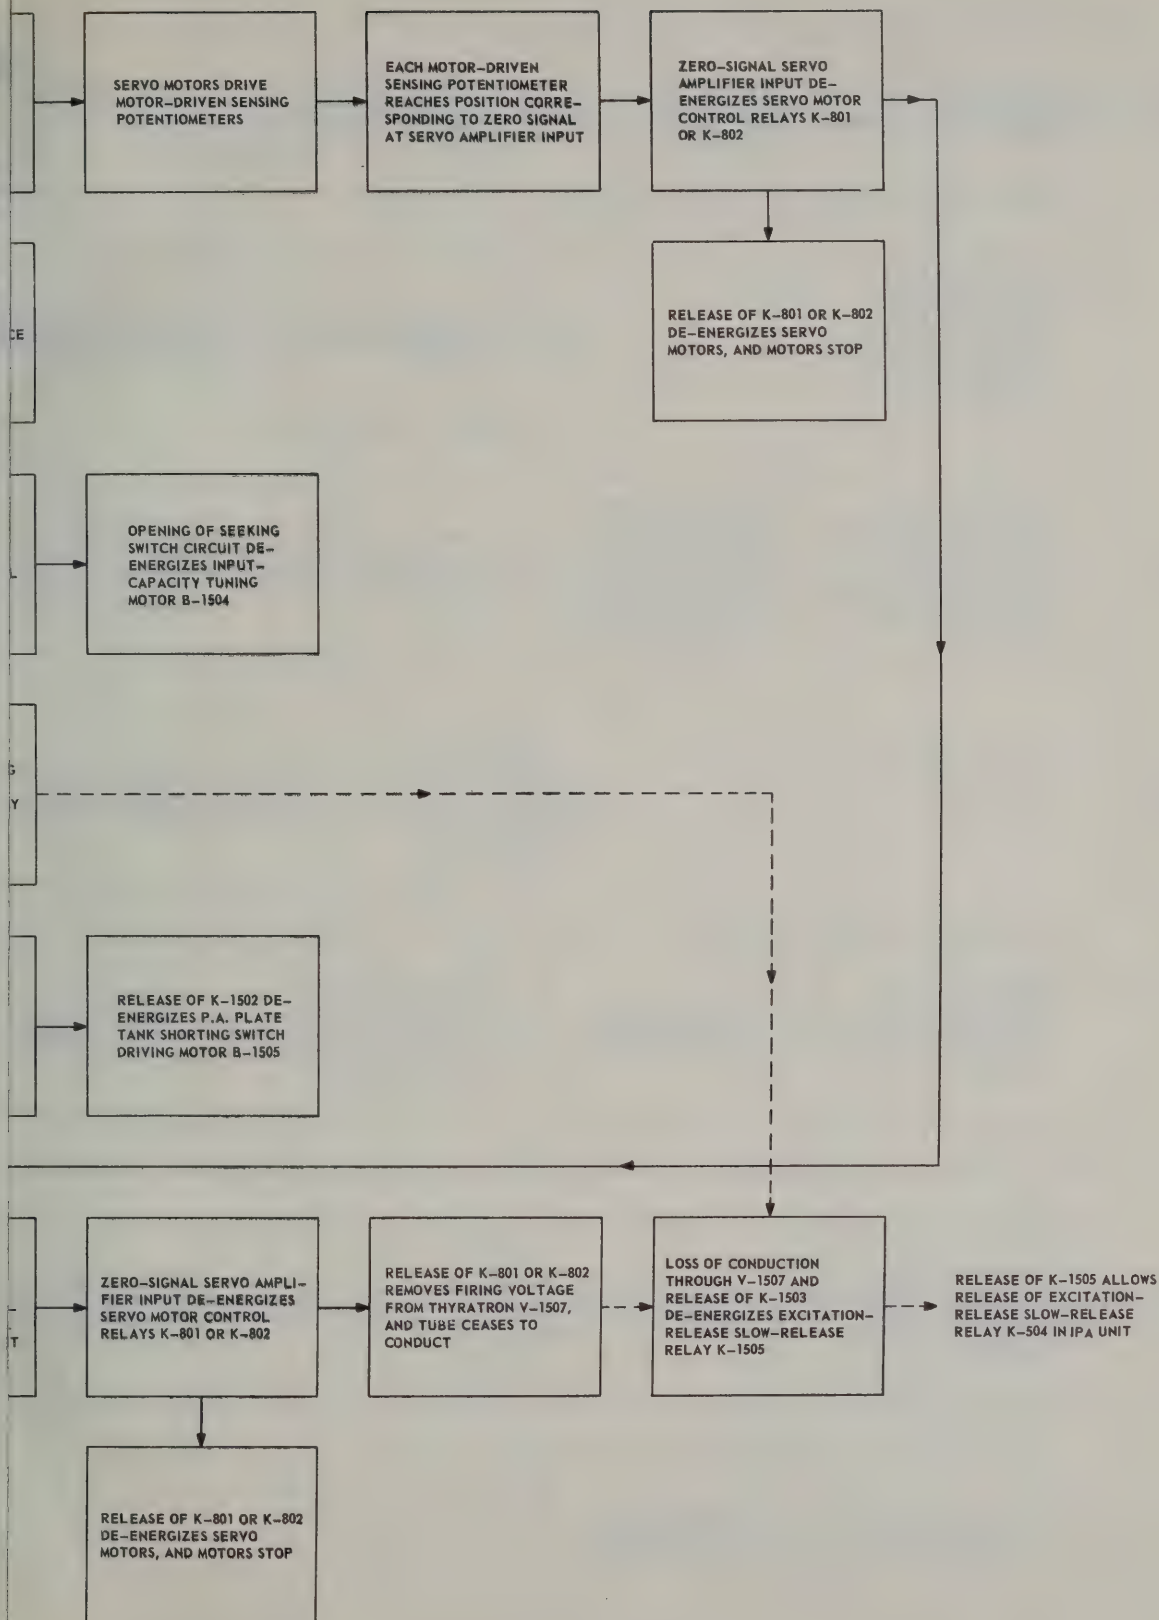 SERVO MOTORS DRIVE
MOTOR-DRIVEN SENSING
POTENTIOMETERS
EACH MOTOR-DRIVEN
SENSING POTENTIOMETER
REACHES POSITION CORRE-
SPONDING TO ZERO SIGNAL
AT SERVO AMPLIFIER INPUT
ZERO-SIGNAL SERVO
AMPLIFIER INPUT DE-
ENERGIZES SERVO MOTOR
CONTROL RELAYS K-801
OR K-802
CE
RELEASE OF K-801 OR K-802
DE-ENERGIZES SERVO
MOTORS, AND MOTORS STOP
L
OPENING OF SEEKING
SWITCH CIRCUIT DE-
ENERGIZES INPUT-
CAPACITY TUNING
MOTOR B-1504
G
Y
RELEASE OF K-1502 DE-
ENERGIZES P.A. PLATE
TANK SHORTING SWITCH
DRIVING MOTOR B-1505
-
T
ZERO-SIGNAL SERVO AMPLI-
FIER INPUT DE-ENERGIZES
SERVO MOTOR CONTROL
RELAYS K-801 OR K-802
RELEASE OF K-801 OR K-802
REMOVES FIRING VOLTAGE
FROM THYRATRON V-1507,
AND TUBE CEASES TO
CONDUCT
LOSS OF CONDUCTION
THROUGH V-1507 AND
RELEASE OF K-1503
DE-ENERGIZES EXCITATION-
RELEASE SLOW-RELEASE
RELAY K-1505
RELEASE OF K-1505 ALLOWS
RELEASE OF EXCITATION-
RELEASE SLOW-RELEASE
RELAY K-504 IN IPA UNIT
RELEASE OF K-801 OR K-802
DE-ENERGIZES SERVO
MOTORS, AND MOTORS STOP